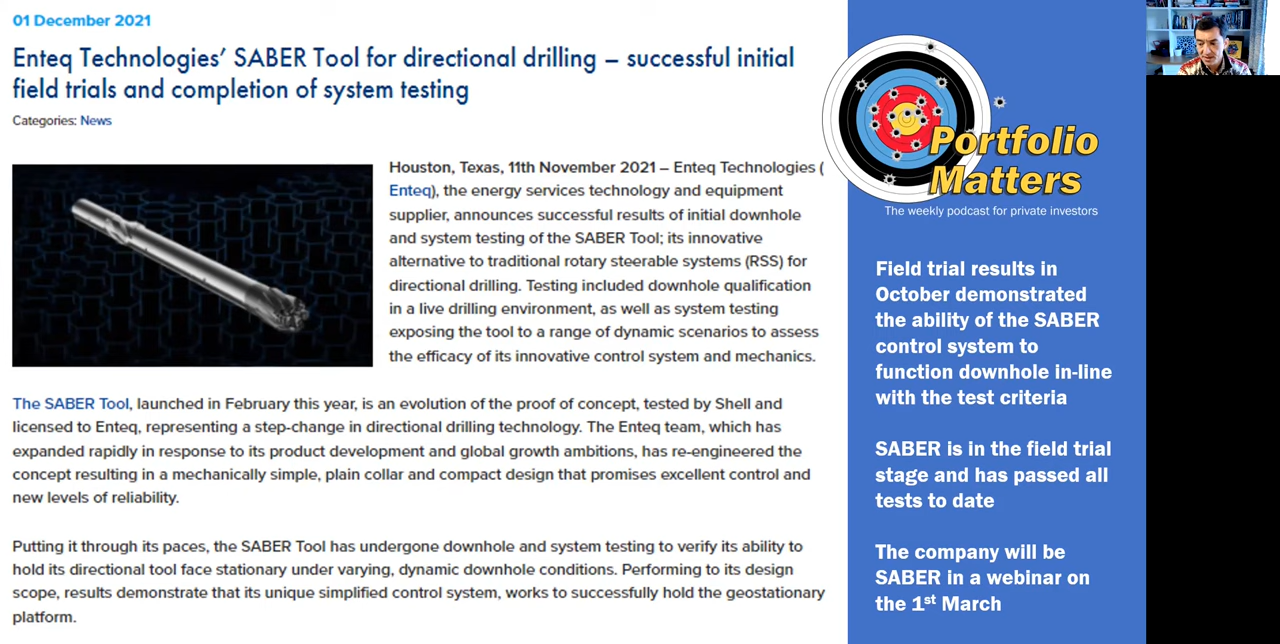 01 December 2021
Enteq Technologies’ SABER Tool for directional drilling – successful initial
field trials and completion of system testing
Categories: News
Houston, Texas, 11th November 2021 – Enteq Technologies (
Enteq), the energy services technology and equipment
supplier, announces successful results of initial downhole
and system testing of the SABER Tool; its innovative
alternative to traditional rotary steerable systems (RSS) for
directional drilling. Testing included downhole qualification
in a live drilling environment, as well as system testing
exposing the tool to a range of dynamic scenarios to assess
the efficacy of its innovative control system and mechanics.
The SABER Tool, launched in February this year, is an evolution of the proof of concept, tested by Shell and
licensed to Enteq, representing a step-change in directional drilling technology. The Enteq team, which has
expanded rapidly in response to its product development and global growth ambitions, has re-engineered the
concept resulting in a mechanically simple, plain collar and compact design that promises excellent control and
new levels of reliability.
Putting it through its paces, the SABER Tool has undergone downhole and system testing to verify its ability to
hold its directional tool face stationary under varying, dynamic downhole conditions. Performing to its design
scope, results demonstrate that its unique simplified control system, works to successfully hold the geostationary
platform.
Portfolio
Matters
The weekly podcast for private investors
Field trial results in
October demonstrated
the ability of the SABER
control system to
function downhole in-line
with the test criteria
SABER is in the field trial
stage and has passed all
tests to date
The company will be
SABER in a webinar on
the 1st March